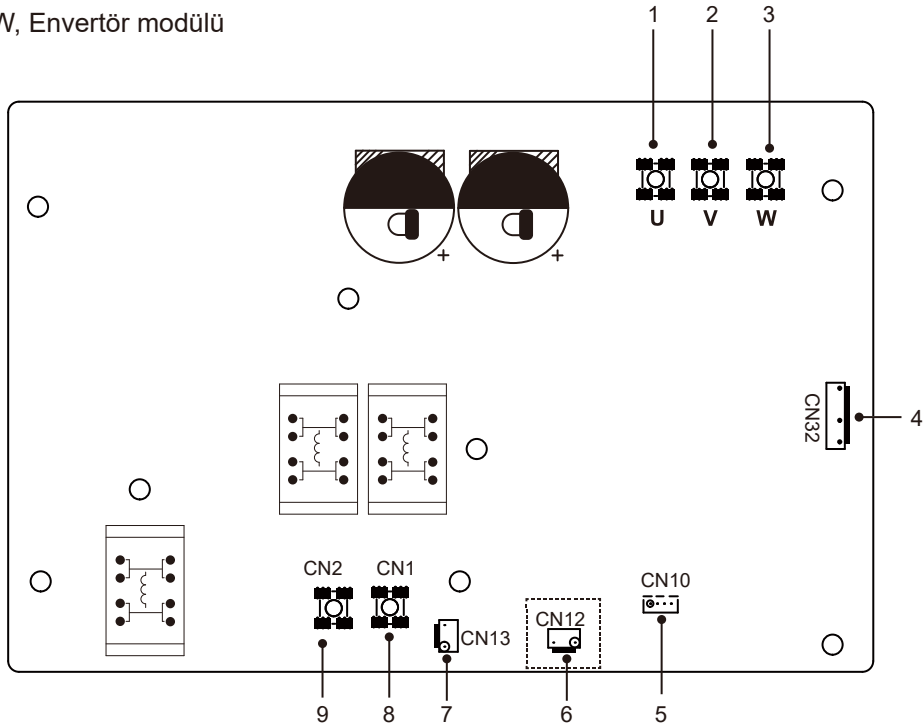 W, Envertör modülü
1 2 3
U V W
+ +
CN32
4
CN2 CN1
CN10
CN12
CN13
9 8 7 6 5